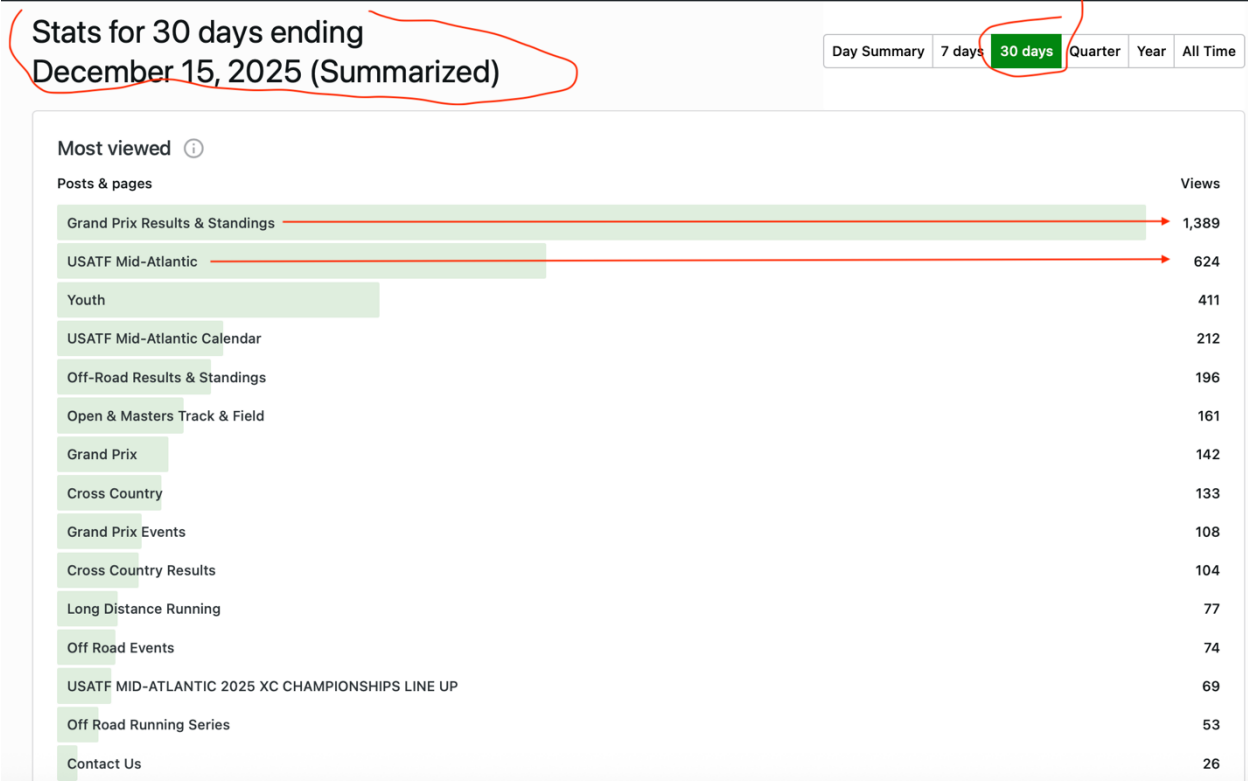 Stats for 30 days ending
December 15, 2025 (Summarized)
Day Summary 7 days 30 days Quarter Year All Time
Most viewed
Posts & pages Views
Grand Prix Results & Standings 1,389
USATF Mid-Atlantic 624
Youth 411
USATF Mid-Atlantic Calendar 212
Off-Road Results & Standings 196
Open & Masters Track & Field 161
Grand Prix 142
Cross Country 133
Grand Prix Events 108
Cross Country Results 104
Long Distance Running 77
Off Road Events 74
USATF MID-ATLANTIC 2025 XC CHAMPIONSHIPS LINE UP 69
Off Road Running Series 53
Contact Us 26